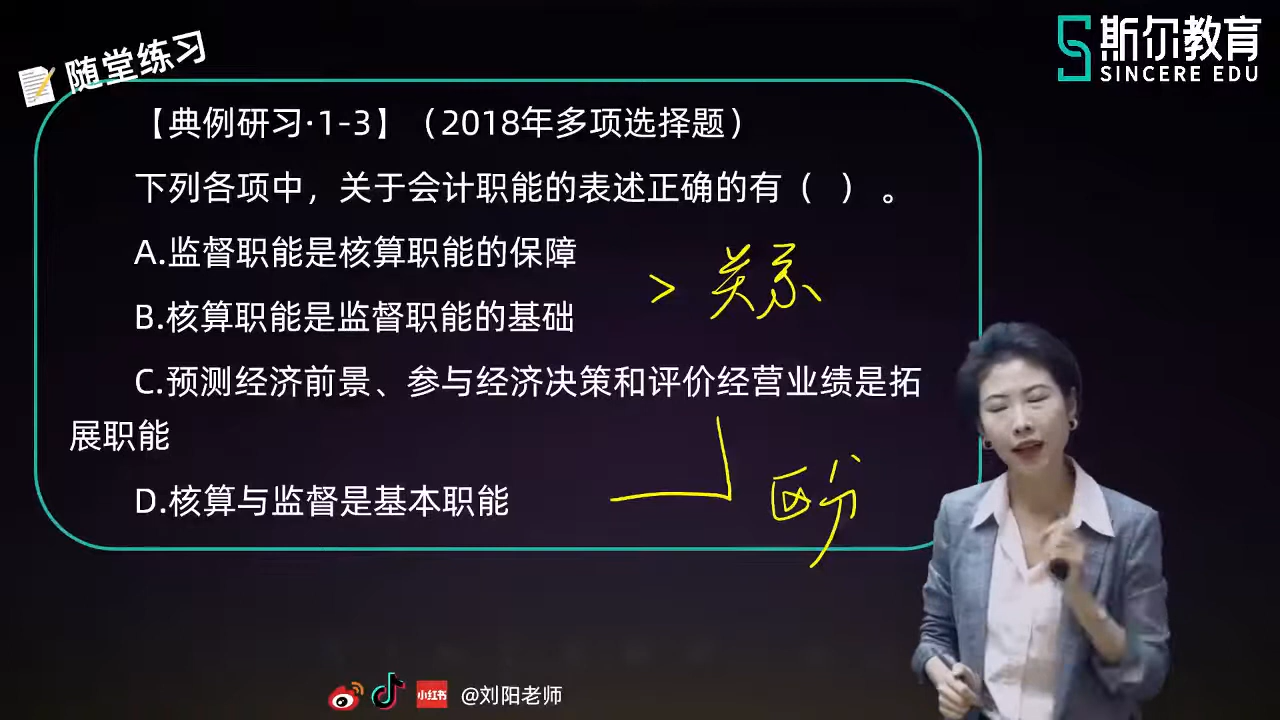 随堂练习
斯尔教育
SINCERE EDU
【典例研习·1-3】（2018年多项选择题）
下列各项中，关于会计职能的表述正确的有（ ）。
A.监督职能是核算职能的保障
B.核算职能是监督职能的基础
> 关系
C.预测经济前景、参与经济决策和评价经营业绩是拓
展职能
D.核算与监督是基本职能
区分
小红书 @刘阳老师